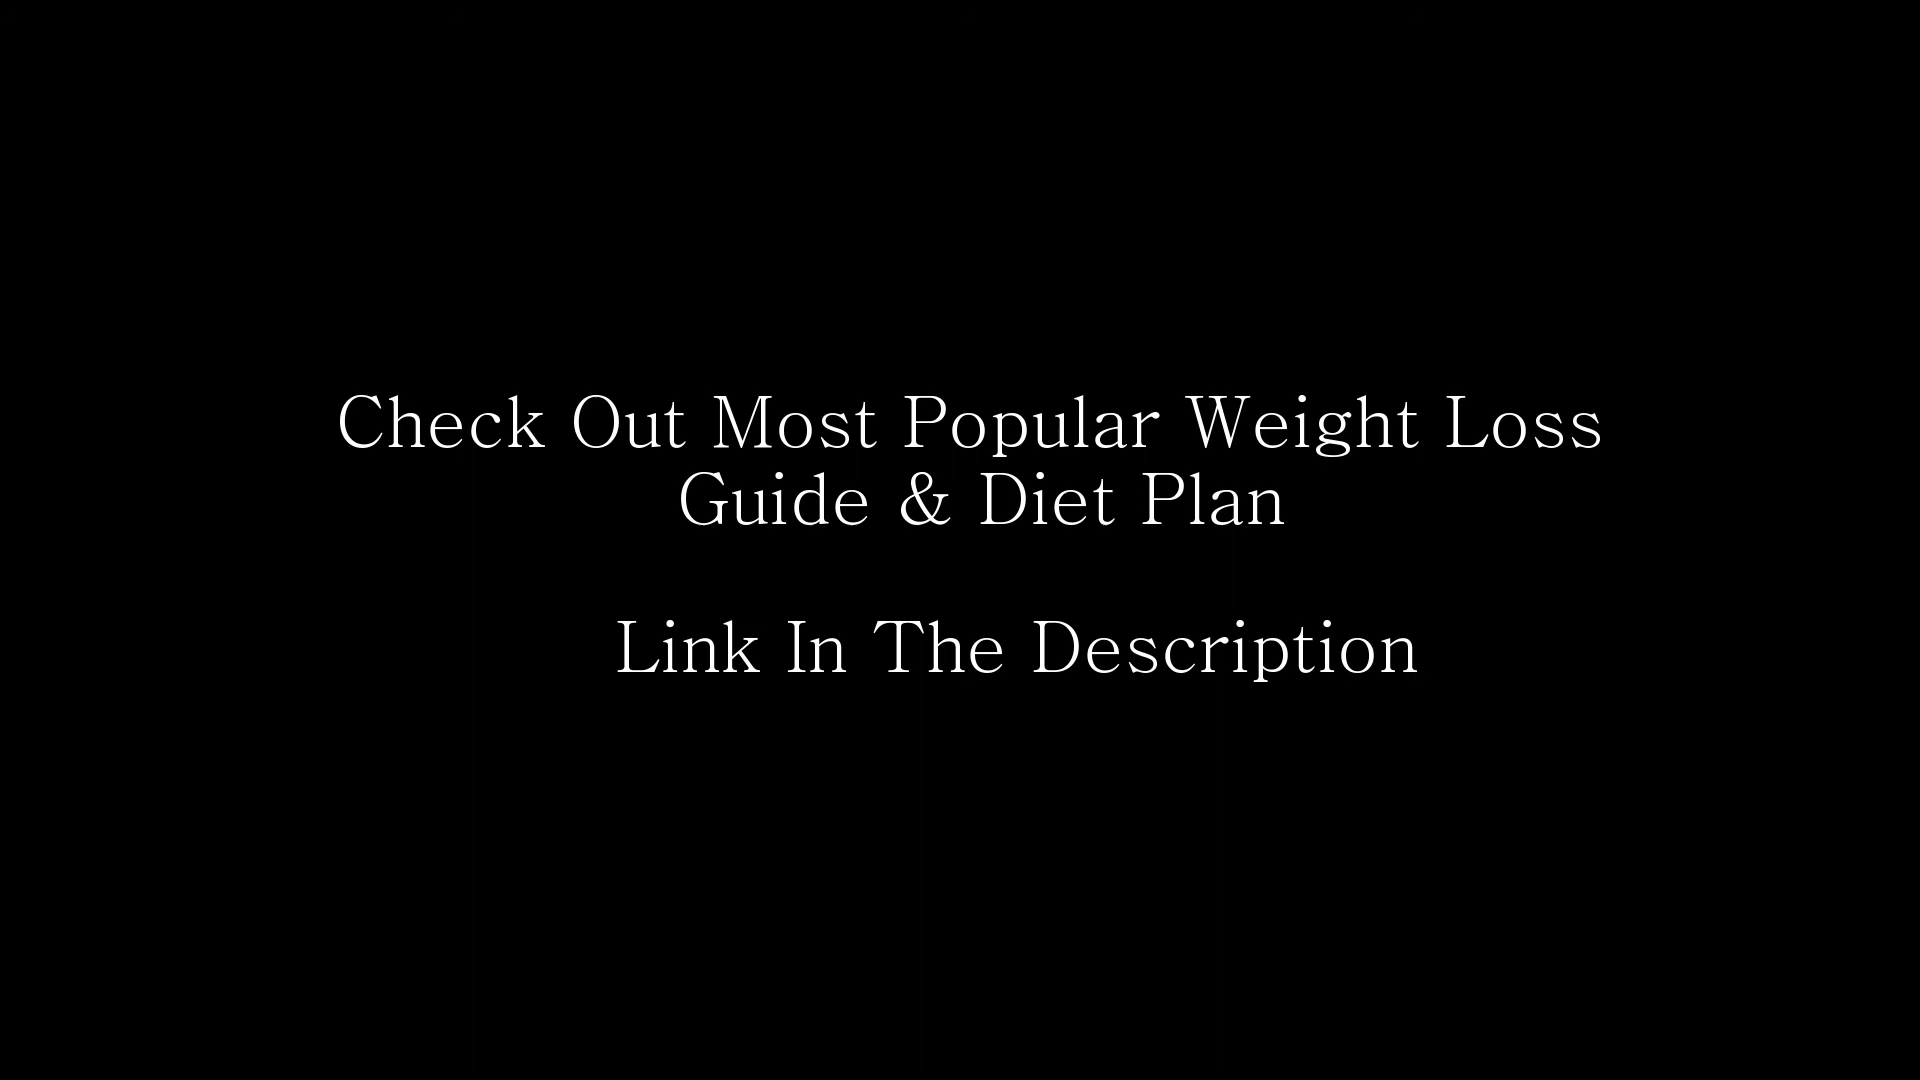 Check Out Most Popular Weight Loss
Guide & Diet Plan
Link In The Description